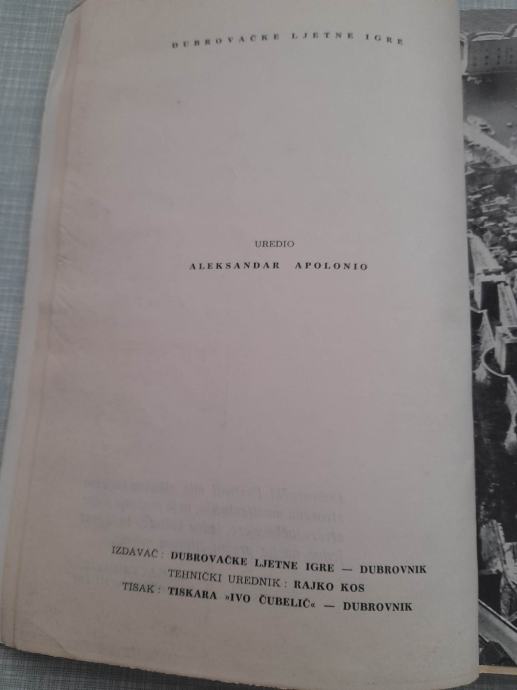 DUBROVAČKE LJETNE IGRE
UREDIO
ALEKSANDAR APOLONIO
IZDAVAČ : DUBROVAČKE LJETNE IGRE — DUBROVNIK
TEHNIČKI UREDNIK : RAJKO KOS
TISAK : TISKARA »IVO ČUBELIĆ« — DUBROVNIK